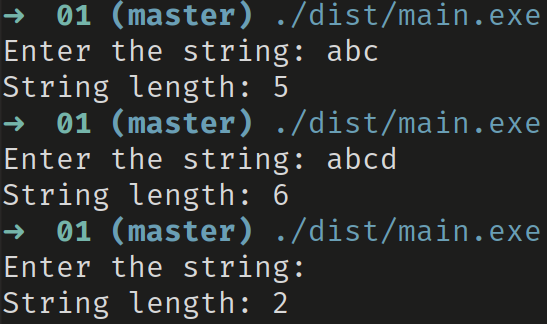 ➜  01 (master) ./dist/main.exe
Enter the string: abc
String length: 5
➜  01 (master) ./dist/main.exe
Enter the string: abcd
String length: 6
➜  01 (master) ./dist/main.exe
Enter the string:
String length: 2